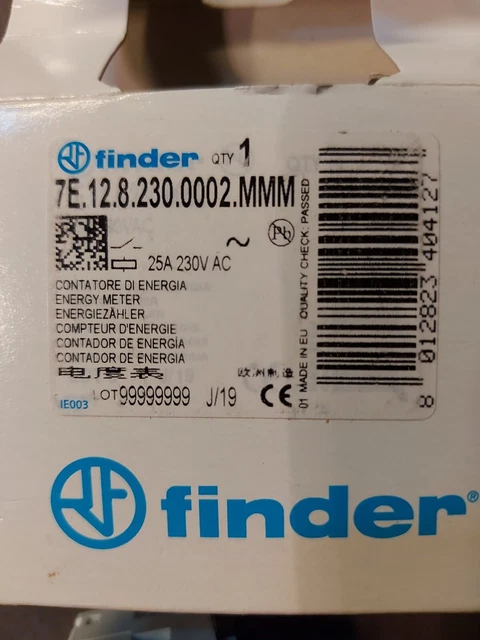 finder QTY 1
7E.12.8.230.0002.MMM
Pb
~
25A 230V AC
CONTATORE DI ENERGIA
ENERGY METER
ENERGIEZÄHLER
COMPTEUR D'ENERGIE
CONTADOR DE ENERGIA
CONTADOR DE ENERGIA
电度表
欧洲制造
IE003
LOT 99999999 J/19 CE
01 MADE IN EU QUALITY CHECK: PASSED
8 012823 404127
finder®